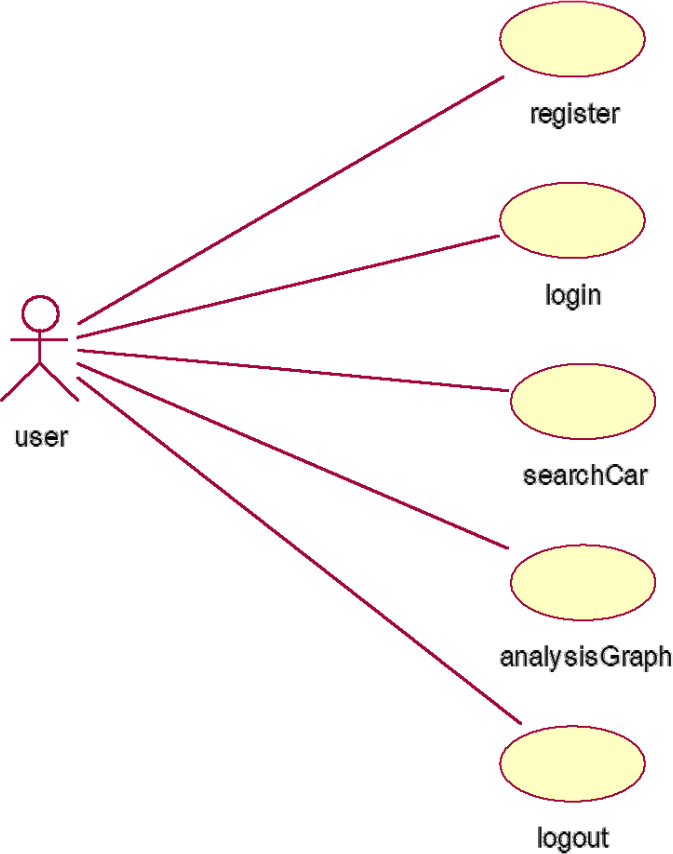 register
login
user
searchCar
analysisGraph
logout